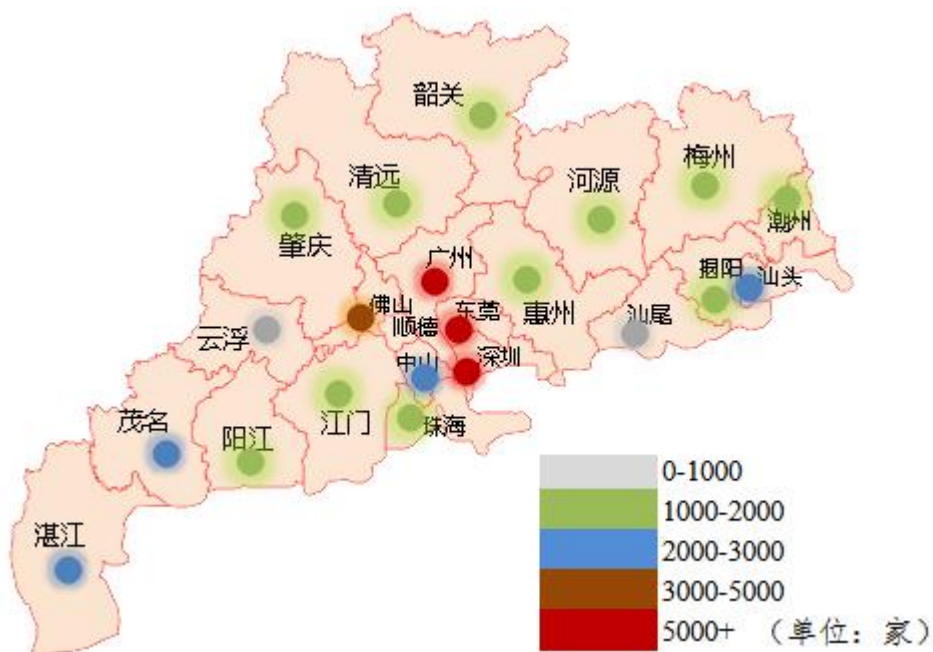 韶关
清远
河源
梅州
潮州
肇庆
广州
揭阳
汕头
佛山
东莞
惠州
汕尾
顺德
云浮
中山
深圳
茂名
阳江
江门
珠海
湛江
0-1000
1000-2000
2000-3000
3000-5000
5000+ （单位：家）